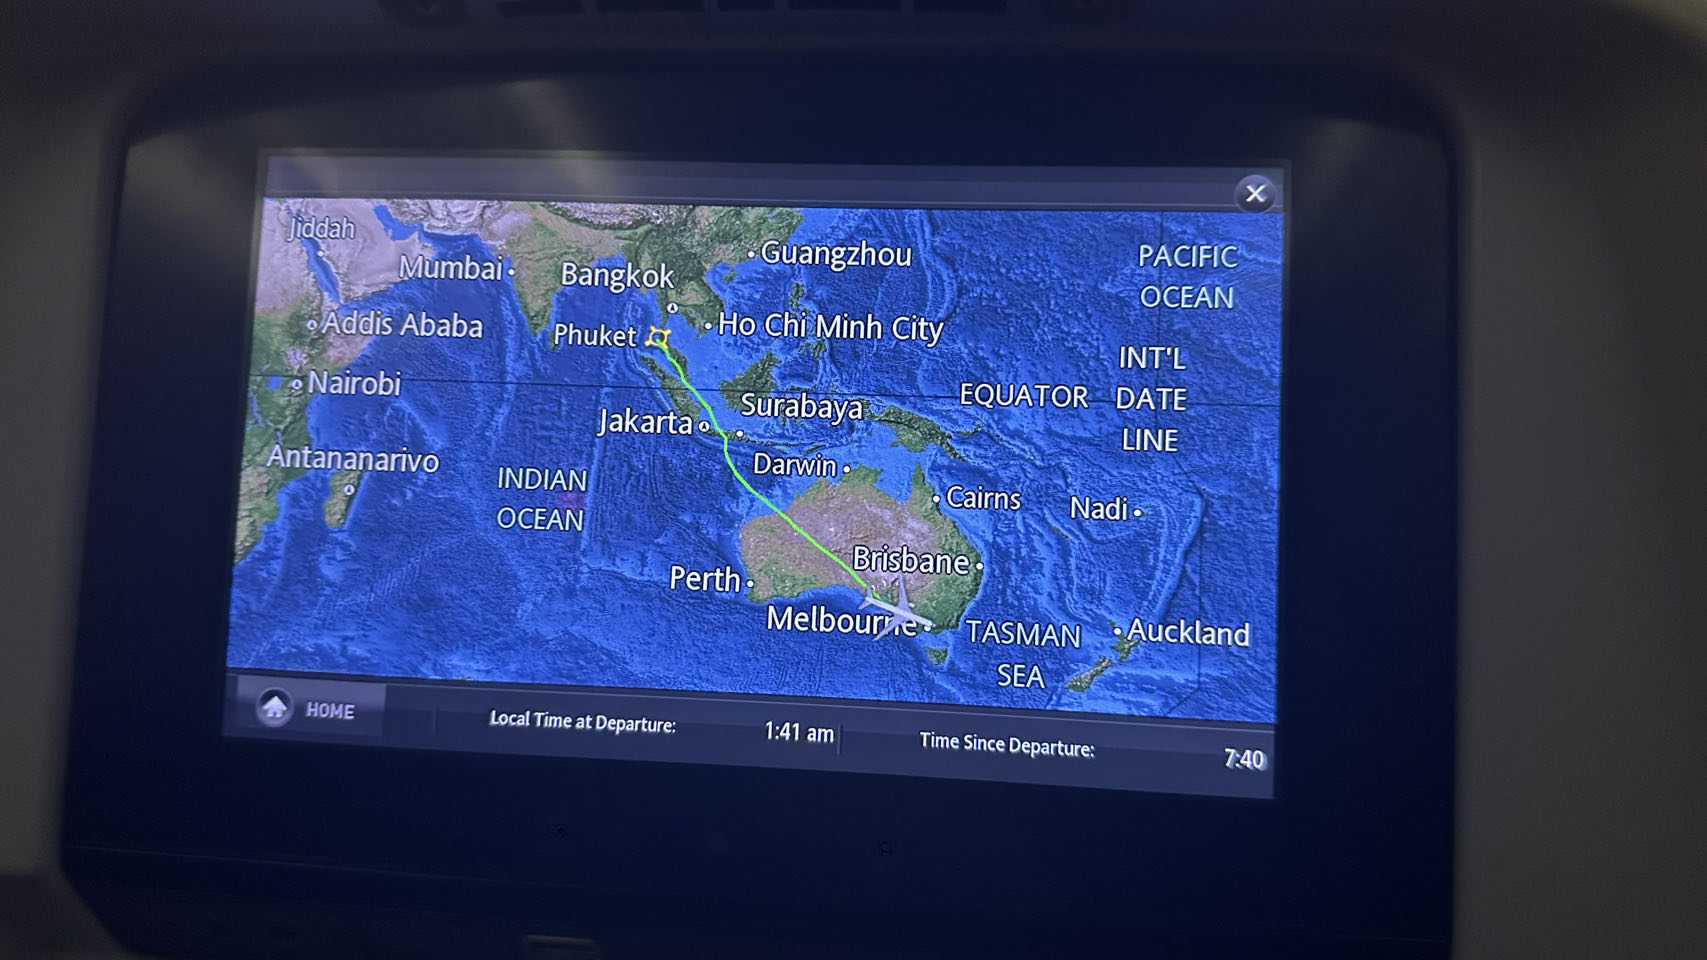 Jiddah
Mumbai
Bangkok
Guangzhou
PACIFIC
OCEAN
Addis Ababa
Phuket
Ho Chi Minh City
INT'L
DATE
LINE
Nairobi
EQUATOR
Jakarta
Surabaya
Antananarivo
INDIAN
OCEAN
Darwin
Cairns
Nadi
Perth
Brisbane
Melbourne
TASMAN
SEA
Auckland
HOME
Local Time at Departure:
1:41 am
Time Since Departure:
7:40